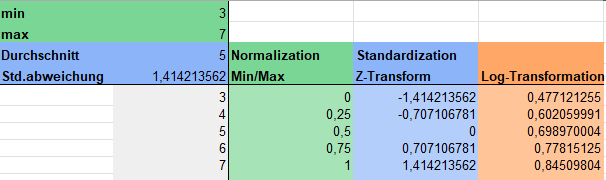 min 3
max 7
Durchschnitt 5 Normalization Standardization
Std.abweichung 1,414213562 Min/Max Z-Transform Log-Transformation
3 0 -1,414213562 0,477121255
4 0,25 -0,707106781 0,602059991
5 0,5 0 0,698970004
6 0,75 0,707106781 0,77815125
7 1 1,414213562 0,84509804